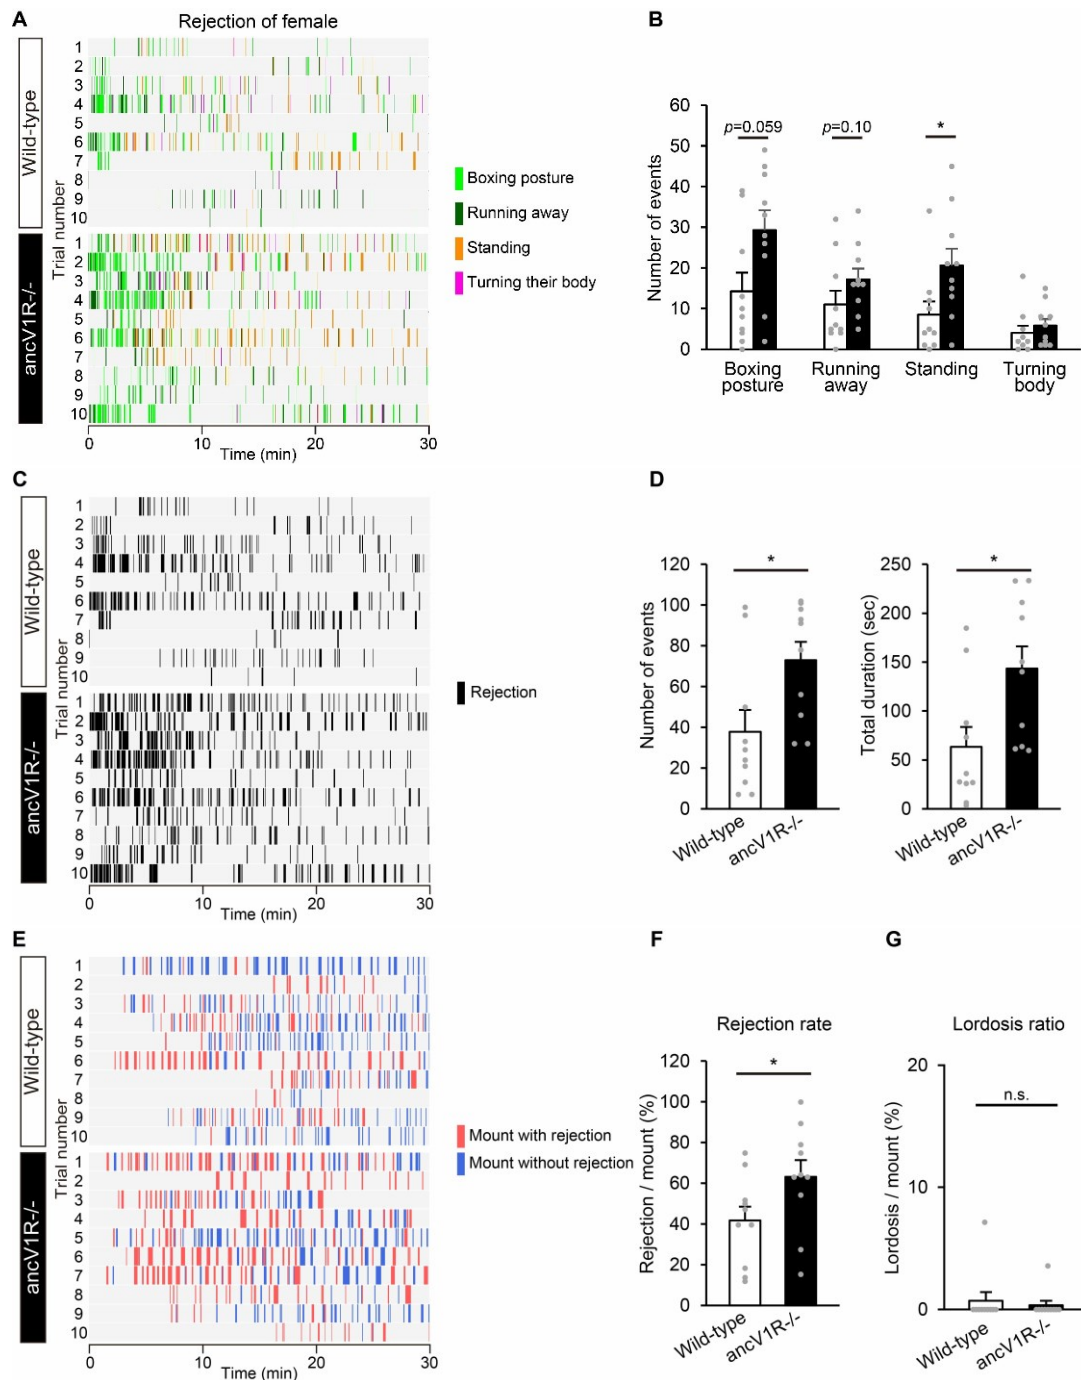 A
Rejection of female
Wild-type
ancV1R-/-
Trial number
1
2
3
4
5
6
7
8
9
10
1
2
3
4
5
6
7
8
9
10
0
10
20
30
Time (min)
Boxing posture
Running away
Standing
Turning their body
B
Number of events
60
50
40
30
20
10
0
p=0.059
p=0.10
*
Boxing posture
Running away
Standing
Turning body
C
Wild-type
ancV1R-/-
Trial number
1
2
3
4
5
6
7
8
9
10
1
2
3
4
5
6
7
8
9
10
0
10
20
30
Time (min)
Rejection
D
Number of events
120
100
80
60
40
20
0
*
Wild-type
ancV1R-/-
Total duration (sec)
250
200
150
100
50
0
*
Wild-type
ancV1R-/-
E
Wild-type
ancV1R-/-
Trial number
1
2
3
4
5
6
7
8
9
10
1
2
3
4
5
6
7
8
9
10
0
10
20
30
Time (min)
Mount with rejection
Mount without rejection
F
Rejection rate
Rejection / mount (%)
120
100
80
60
40
20
0
*
Wild-type
ancV1R-/-
G
Lordosis ratio
Lordosis / mount (%)
20
10
0
n.s.
Wild-type
ancV1R-/-